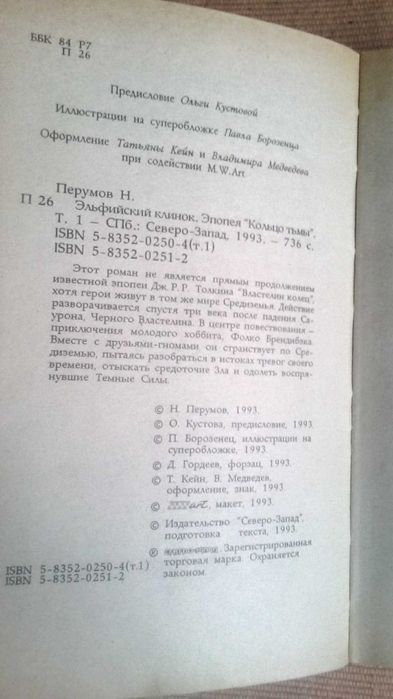 ББК 84 Р7
П 26
Предисловие Ольги Кустовой
Иллюстрации на суперобложке Павла Борозенца
Оформление Татьяны Кейн и Владимира Медведева
при содействии M.W.Art
Перумов Н.
П 26 Эльфийский клинок. Эпопея "Кольцо тьмы".
Т. 1 — СПб.: Северо-Запад, 1993. — 736 с.
ISBN 5-8352-0250-4(т.1)
ISBN 5-8352-0251-2
Этот роман не является прямым продолжением
известной эпопеи Дж. Р. Р. Толкина "Властелин колец",
хотя герои живут в том же мире Средиземья. Действие
разворачивается спустя три века после падения Са-
урона, Черного Властелина. В центре повествования —
приключения молодого хоббита, Фолко Брендибэка.
Вместе с друзьями-гномами он странствует по Сре-
диземью, пытаясь разобраться в истоках тревог своего
времени, отыскать средоточие Зла и одолеть воспря-
нувшие Темные Силы.
© Н. Перумов, 1993.
© О. Кустова, предисловие, 1993.
© П. Борозенец, иллюстрации на
суперобложке, 1993.
© Д. Гордеев, форзац, 1993.
© Т. Кейн, В. Медведев,
оформление, знак, 1993.
© art, макет, 1993.
© Издательство "Северо-Запад",
подготовка текста, 1993.
® Зарегистрированная
торговая марка. Охраняется
законом.
ISBN 5-8352-0250-4(т.1)
ISBN 5-8352-0251-2